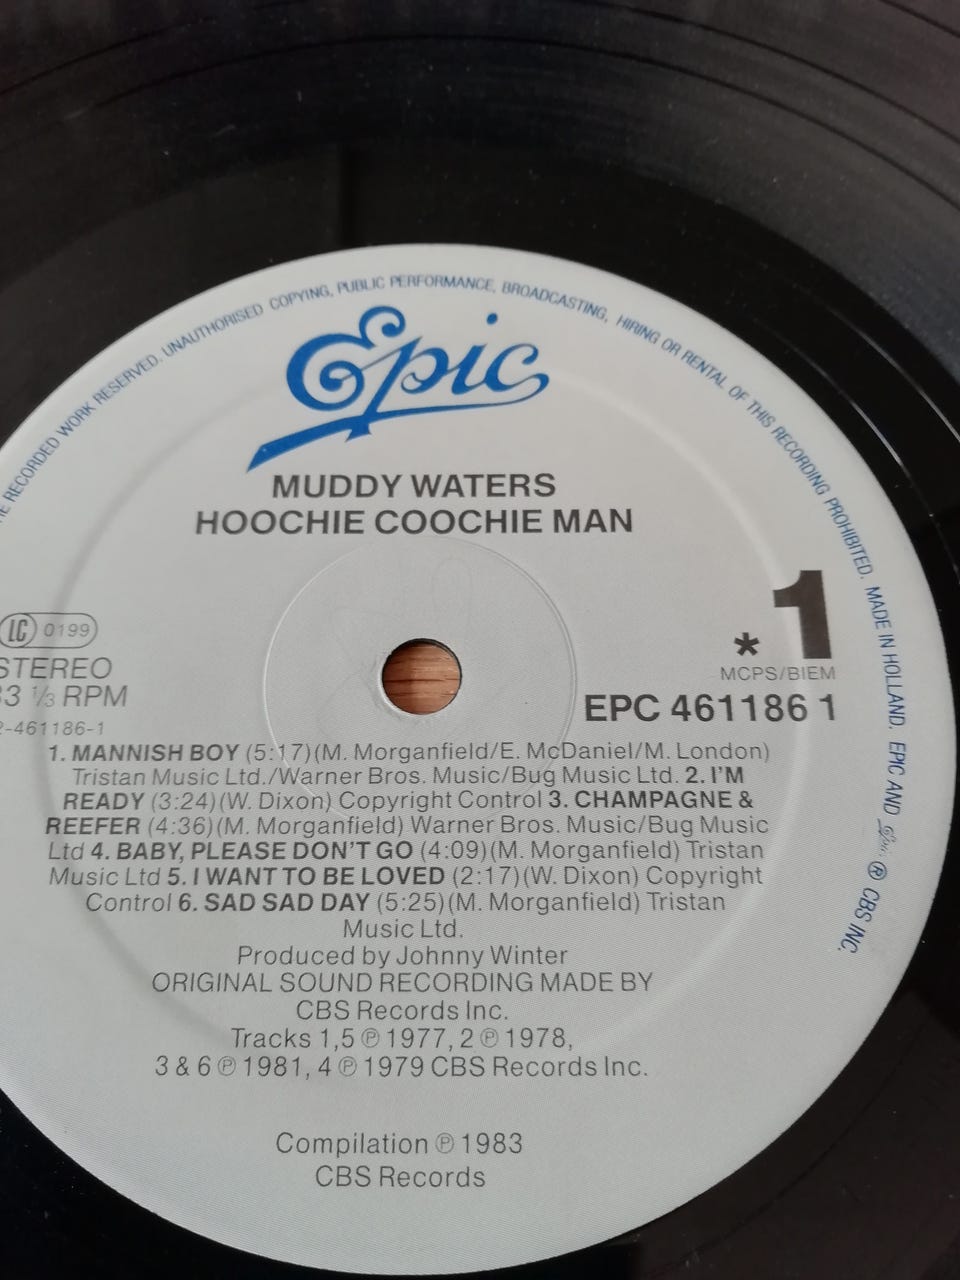 RECORDED WORK RESERVED. UNAUTHORISED COPYING, PUBLIC PERFORMANCE, BROADCASTING, HIRING OR RENTAL OF THIS RECORDING PROHIBITED. MADE IN HOLLAND. EPIC AND Epic ® CBS INC.
Epic
MUDDY WATERS
HOOCHIE COOCHIE MAN
1
LC 0199
*
STEREO
MCPS/BIEM
33 ⅓ RPM
EPC 461186 1
-461186-1
1. MANNISH BOY (5:17)(M. Morganfield/E. McDaniel/M. London)
Tristan Music Ltd./Warner Bros. Music/Bug Music Ltd. 2. I'M
READY (3:24)(W. Dixon) Copyright Control 3. CHAMPAGNE &
REEFER (4:36)(M. Morganfield) Warner Bros. Music/Bug Music
Ltd 4. BABY, PLEASE DON'T GO (4:09)(M. Morganfield) Tristan
Music Ltd 5. I WANT TO BE LOVED (2:17)(W. Dixon) Copyright
Control 6. SAD SAD DAY (5:25)(M. Morganfield) Tristan
Music Ltd.
Produced by Johnny Winter
ORIGINAL SOUND RECORDING MADE BY
CBS Records Inc.
Tracks 1,5 ℗ 1977, 2 ℗ 1978,
3 & 6 ℗ 1981, 4 ℗ 1979 CBS Records Inc.
Compilation ℗ 1983
CBS Records